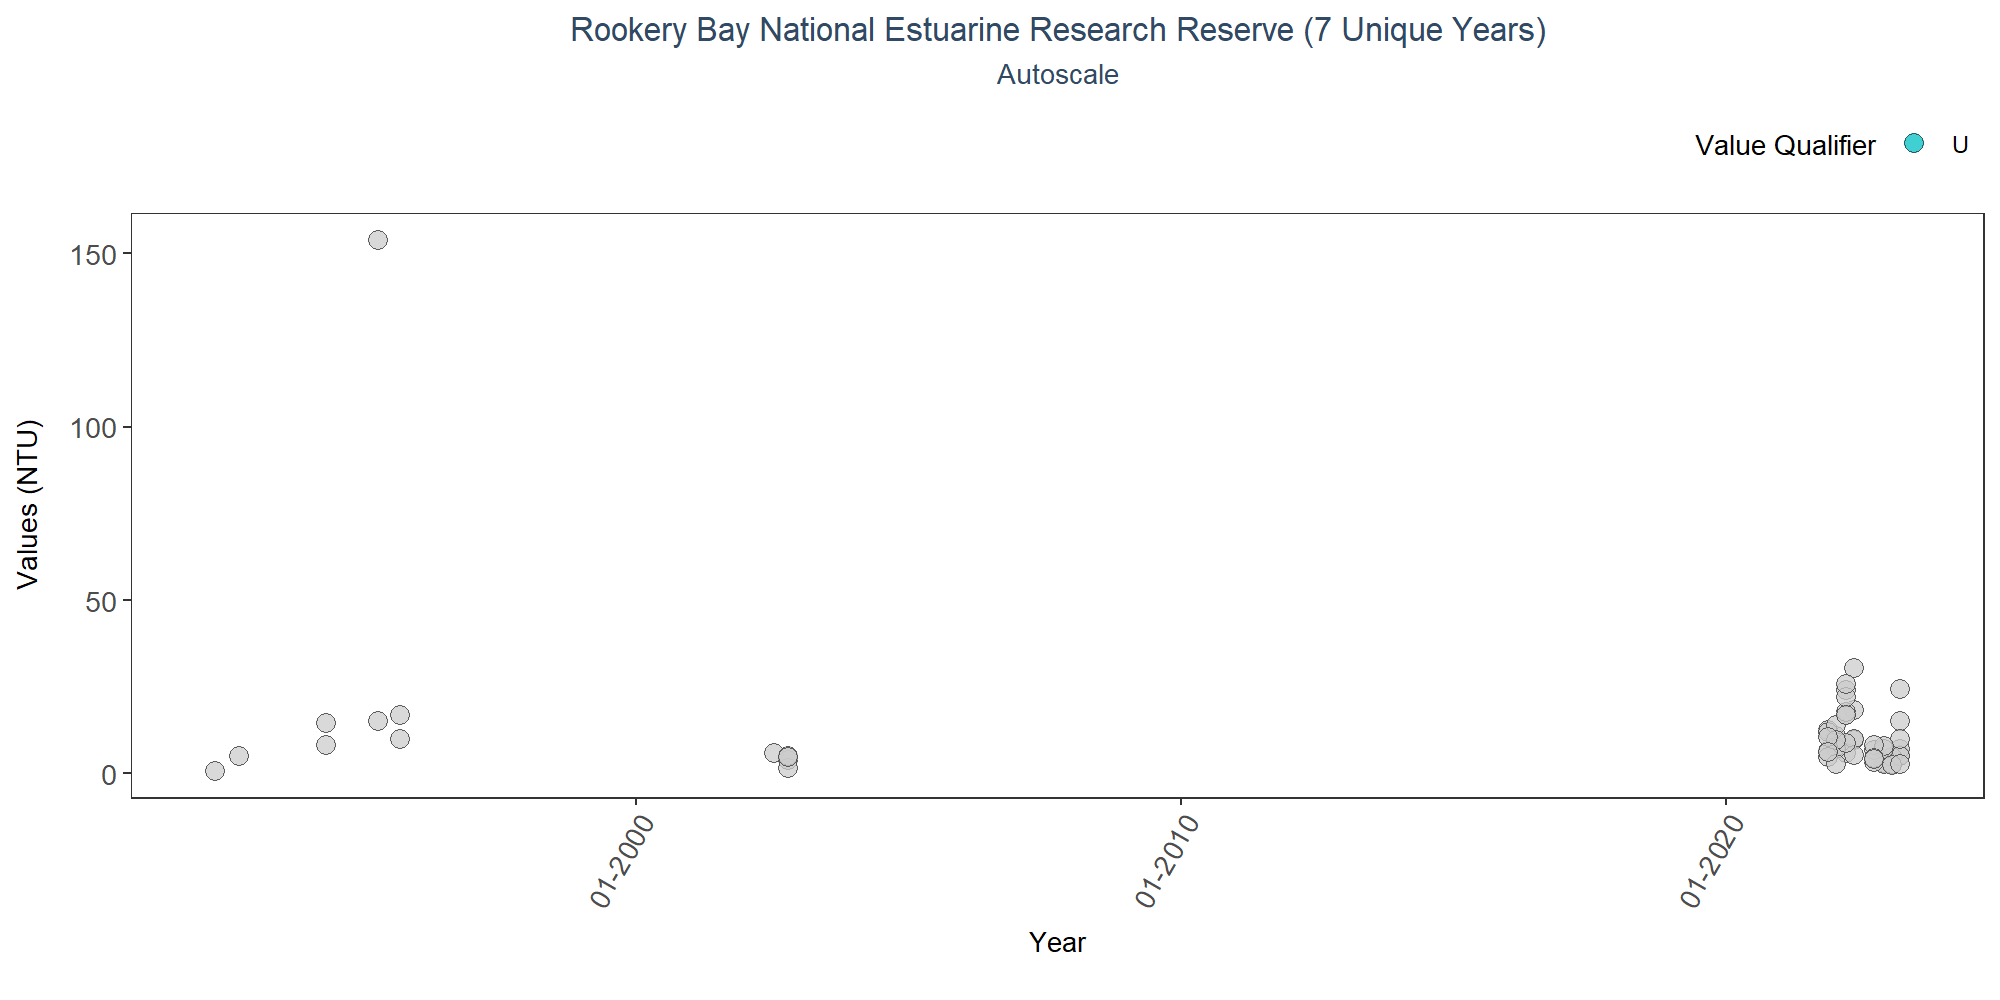 Rookery Bay National Estuarine Research Reserve (7 Unique Years)
Autoscale
Value Qualifier U
150
100
50
0
Values (NTU)
01-2000
01-2010
01-2020
Year